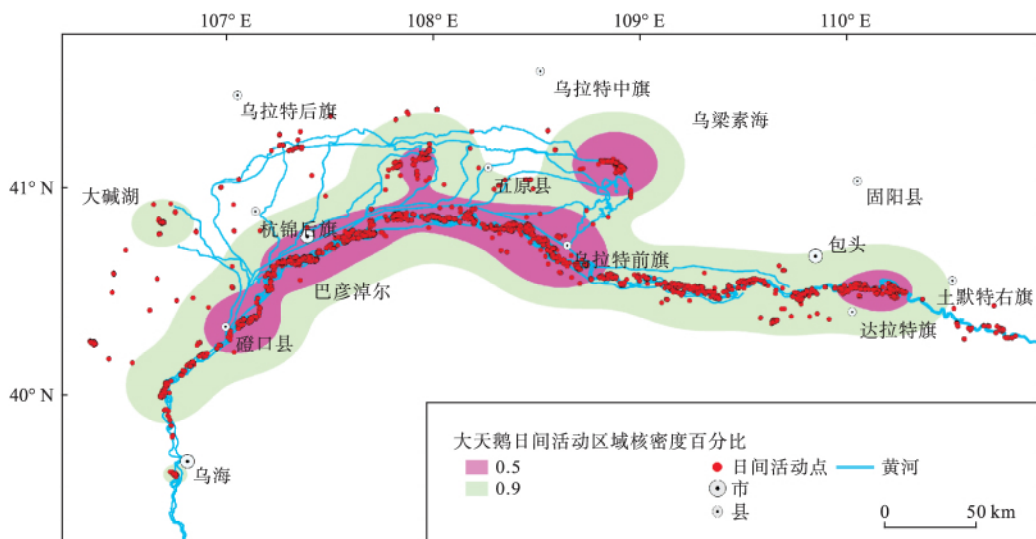 107° E
108° E
109° E
110° E
乌拉特中旗
乌拉特后旗
乌梁素海
41° N
大碱湖
五原县
固阳县
杭锦后旗
包头
乌拉特前旗
巴彦淖尔
土默特右旗
达拉特旗
磴口县
40° N
大天鹅日间活动区域核密度百分比
0.5
日间活动点
黄河
0.9
市
乌海
县
0
50 km